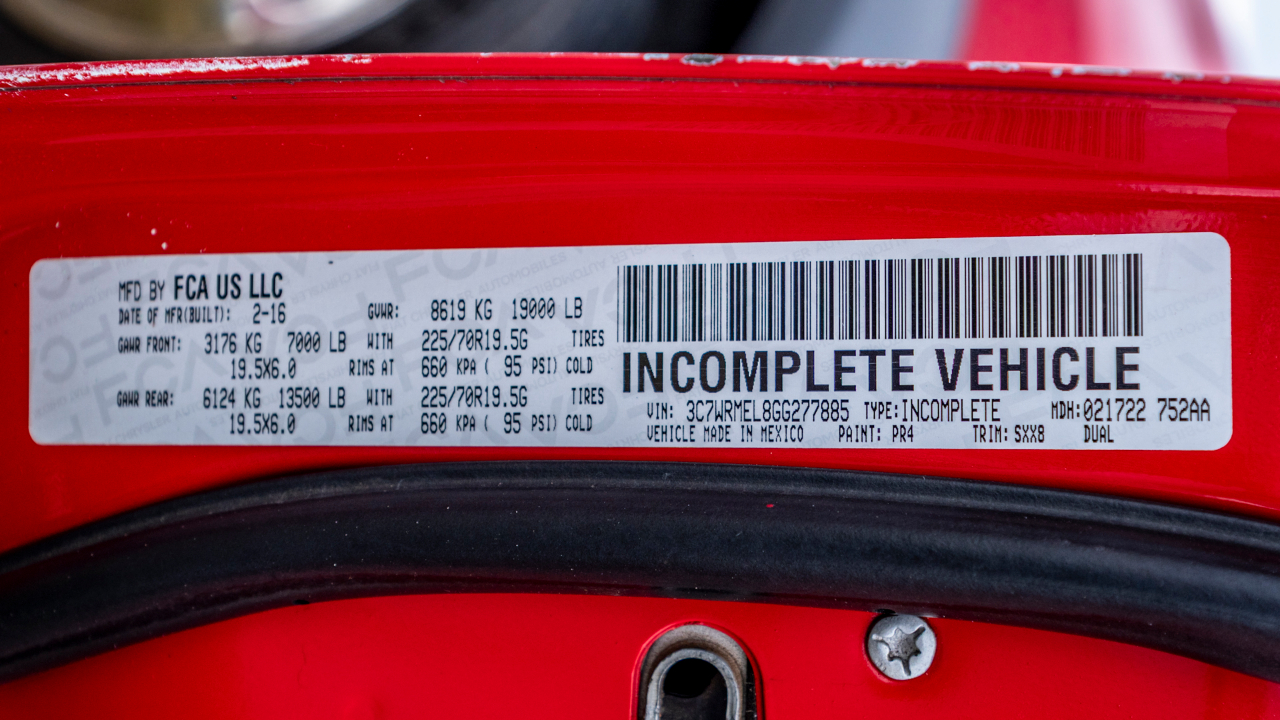 MFD BY FCA US LLC
DATE OF MFR(BUILT): 2-16 GVWR: 8619 KG 19000 LB
GAWR FRONT: 3176 KG 7000 LB WITH 225/70R19.5G TIRES
19.5X6.0 RIMS AT 660 KPA ( 95 PSI) COLD
GAWR REAR: 6124 KG 13500 LB WITH 225/70R19.5G TIRES
19.5X6.0 RIMS AT 660 KPA ( 95 PSI) COLD
INCOMPLETE VEHICLE
VIN: 3C7WRMEL8GG277885 TYPE:INCOMPLETE MDH:021722 752AA
VEHICLE MADE IN MEXICO PAINT: PR4 TRIM: SXX8 DUAL